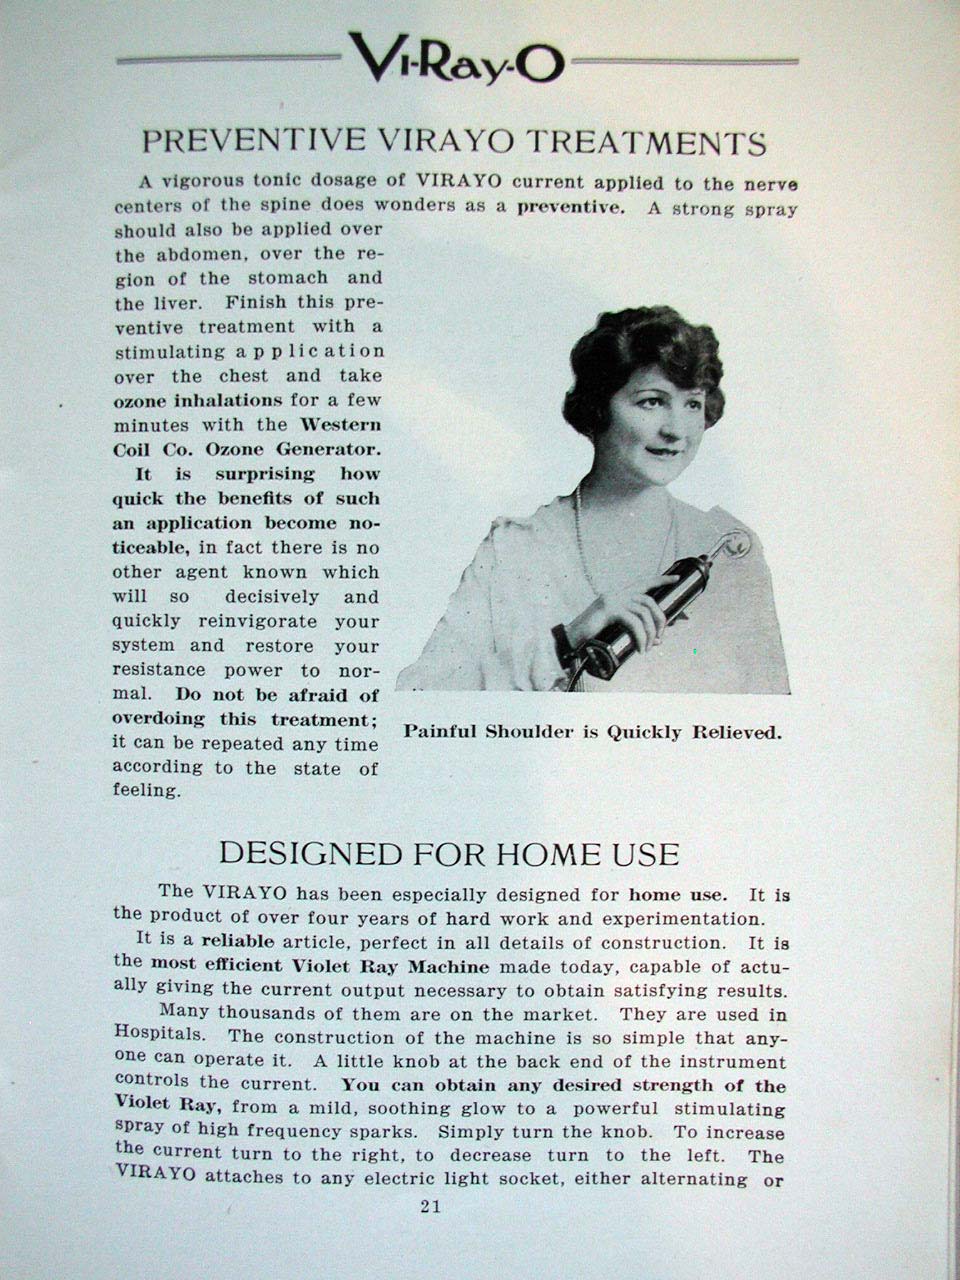 Vi-Ray-O
PREVENTIVE VIRAYO TREATMENTS
A vigorous tonic dosage of VIRAYO current applied to the nerve
centers of the spine does wonders as a preventive. A strong spray
should also be applied over
the abdomen, over the re-
gion of the stomach and
the liver. Finish this pre-
ventive treatment with a
stimulating application
over the chest and take
ozone inhalations for a few
minutes with the Western
Coil Co. Ozone Generator.
It is surprising how
quick the benefits of such
an application become no-
ticeable, in fact there is no
other agent known which
will so decisively and
quickly reinvigorate your
system and restore your
resistance power to nor-
mal. Do not be afraid of
overdoing this treatment;
it can be repeated any time
according to the state of
feeling.
Painful Shoulder is Quickly Relieved.
DESIGNED FOR HOME USE
The VIRAYO has been especially designed for home use. It is
the product of over four years of hard work and experimentation.
It is a reliable article, perfect in all details of construction. It is
the most efficient Violet Ray Machine made today, capable of actu-
ally giving the current output necessary to obtain satisfying results.
Many thousands of them are on the market. They are used in
Hospitals. The construction of the machine is so simple that any-
one can operate it. A little knob at the back end of the instrument
controls the current. You can obtain any desired strength of the
Violet Ray, from a mild, soothing glow to a powerful stimulating
spray of high frequency sparks. Simply turn the knob. To increase
the current turn to the right, to decrease turn to the left. The
VIRAYO attaches to any electric light socket, either alternating or
21